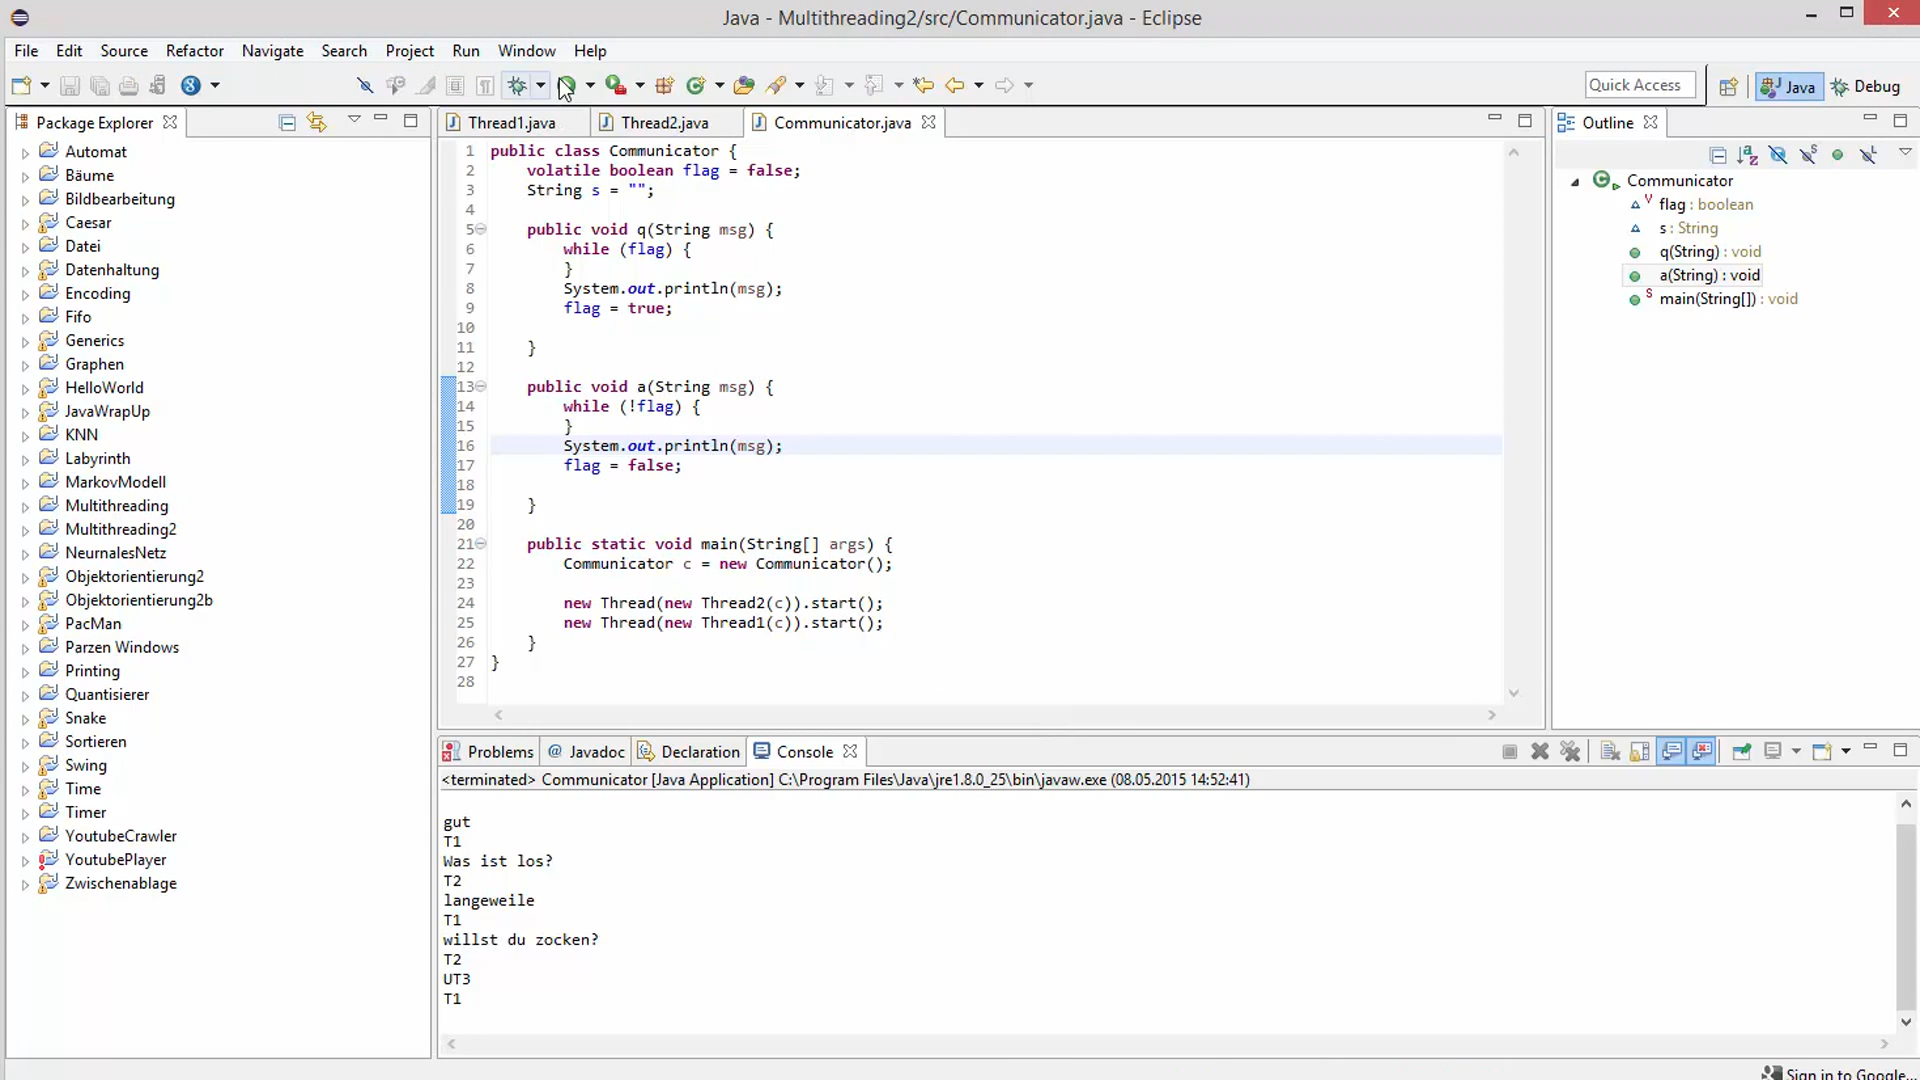 Java - Multithreading2/src/Communicator.java - Eclipse
File Edit Source Refactor Navigate Search Project Run Window Help
8 Quick Access Java Debug
Package Explorer
Automat
Bäume
Bildbearbeitung
Caesar
Datei
Datenhaltung
Encoding
Fifo
Generics
Graphen
HelloWorld
JavaWrapUp
KNN
Labyrinth
MarkovModell
Multithreading
Multithreading2
NeurnalesNetz
Objektorientierung2
Objektorientierung2b
PacMan
Parzen Windows
Printing
Quantisierer
Snake
Sortieren
Swing
Time
Timer
YoutubeCrawler
YoutubePlayer
Zwischenablage
Thread1.java Thread2.java Communicator.java
1 public class Communicator {
2 volatile boolean flag = false;
3 String s = "";
4
5 public void q(String msg) {
6 while (flag) {
7 }
8 System.out.println(msg);
9 flag = true;
10
11 }
12
13 public void a(String msg) {
14 while (!flag) {
15 }
16 System.out.println(msg);
17 flag = false;
18
19 }
20
21 public static void main(String[] args) {
22 Communicator c = new Communicator();
23
24 new Thread(new Thread2(c)).start();
25 new Thread(new Thread1(c)).start();
26 }
27 }
28
Outline
Communicator
flag : boolean
s : String
q(String) : void
a(String) : void
main(String[]) : void
Problems @ Javadoc Declaration Console
<terminated> Communicator [Java Application] C:\Program Files\Java\jre1.8.0_25\bin\javaw.exe (08.05.2015 14:52:41)
gut
T1
Was ist los?
T2
langeweile
T1
willst du zocken?
T2
UT3
T1
Sign in to Google...